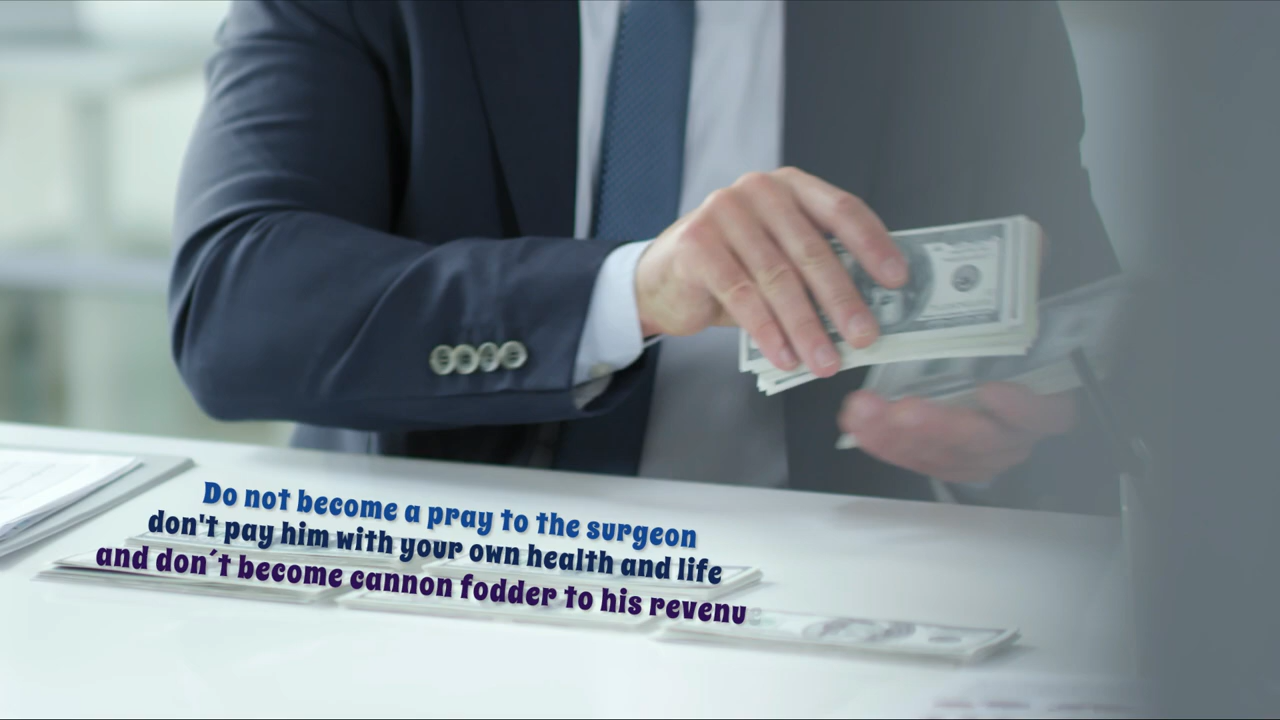 Do not become a pray to the surgeon
don't pay him with your own health and life
and don´t become cannon fodder to his revenu